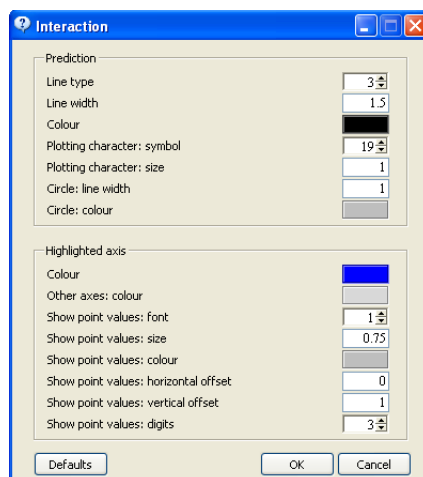 Interaction
Prediction
Line type 3
Line width 1.5
Colour
Plotting character: symbol 19
Plotting character: size 1
Circle: line width 1
Circle: colour
Highlighted axis
Colour
Other axes: colour
Show point values: font 1
Show point values: size 0.75
Show point values: colour
Show point values: horizontal offset 0
Show point values: vertical offset 1
Show point values: digits 3
Defaults OK Cancel